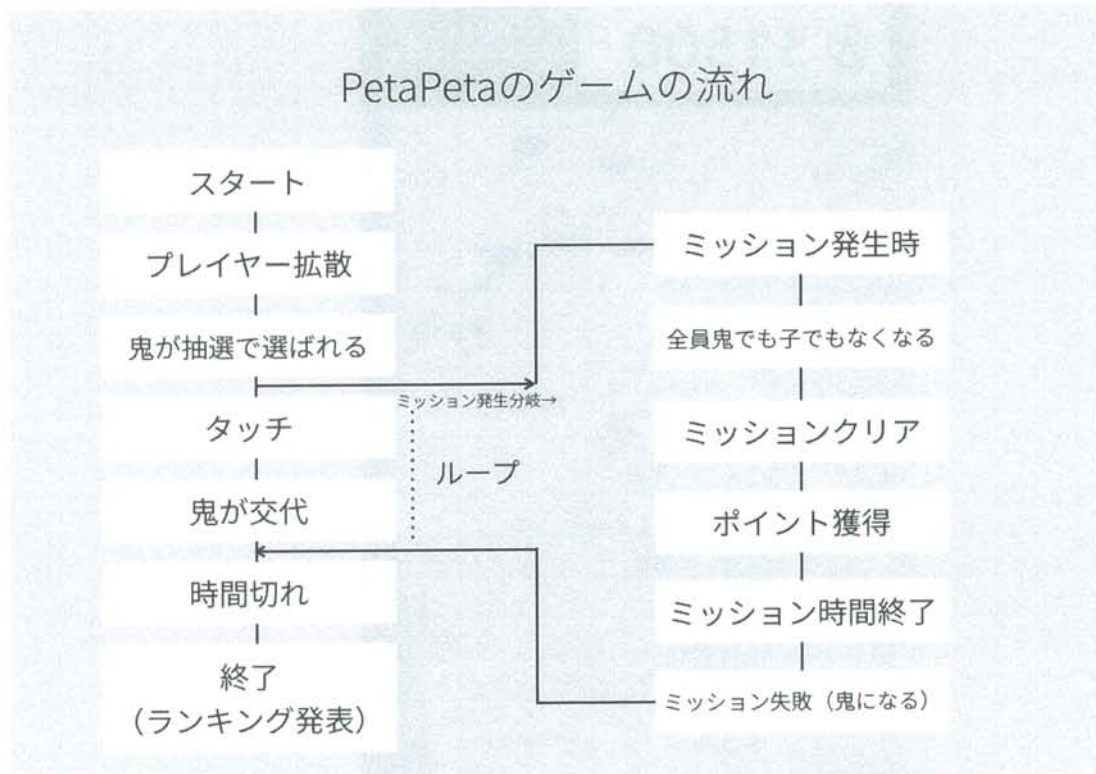 PetaPetaのゲームの流れ
スタート
プレイヤー拡散
鬼が抽選で選ばれる
ミッション発生分岐→
タッチ
ループ
鬼が交代
時間切れ
終了
（ランキング発表）
ミッション発生時
全員鬼でも子でもなくなる
ミッションクリア
ポイント獲得
ミッション時間終了
ミッション失敗（鬼になる）